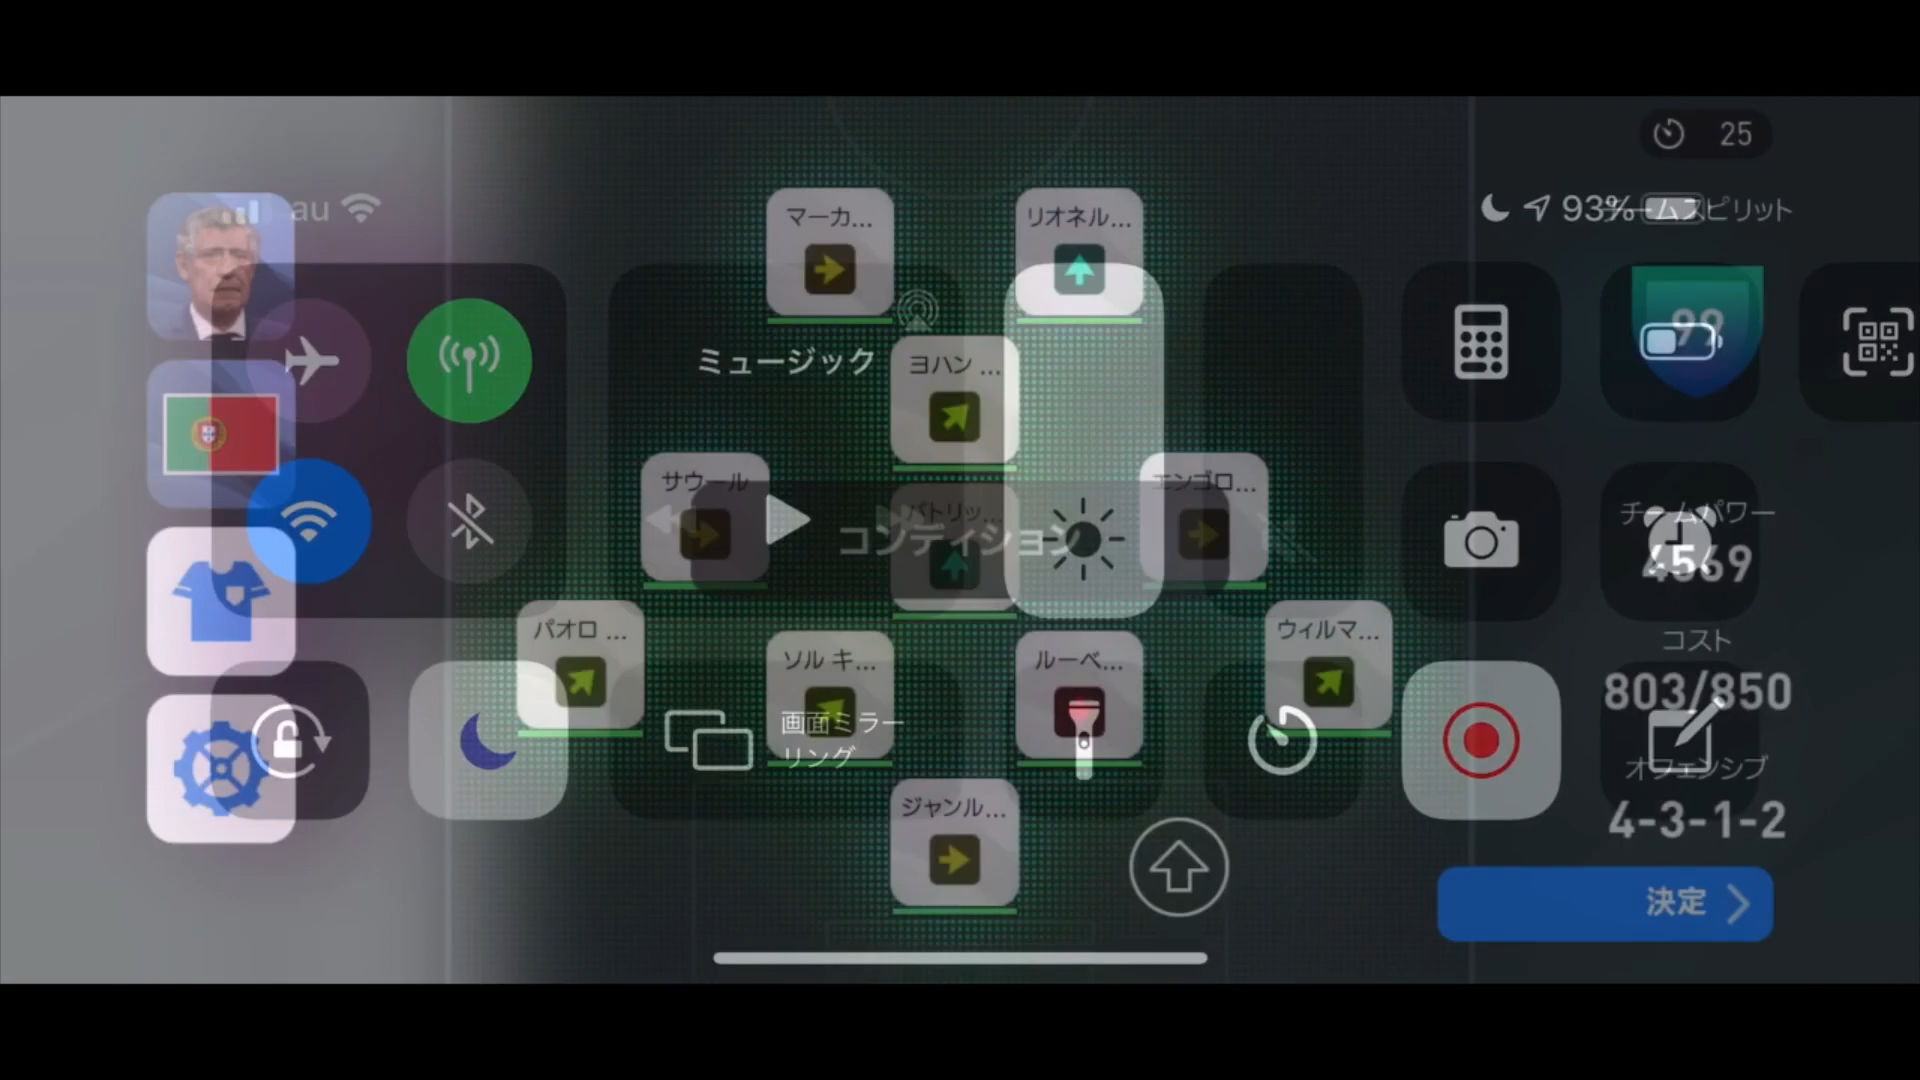 25
au
93%
チームスピリット
マーカ...
リオネル...
99
ミュージック
ヨハン ...
サウール
パトリッ...
エンゴロ...
コンディション
チームパワー
4569
パオロ ...
ソル キ...
ルーベ...
ウィルマ...
コスト
803/850
画面ミラー
リング
オフェンシブ
4-3-1-2
ジャンル...
決定